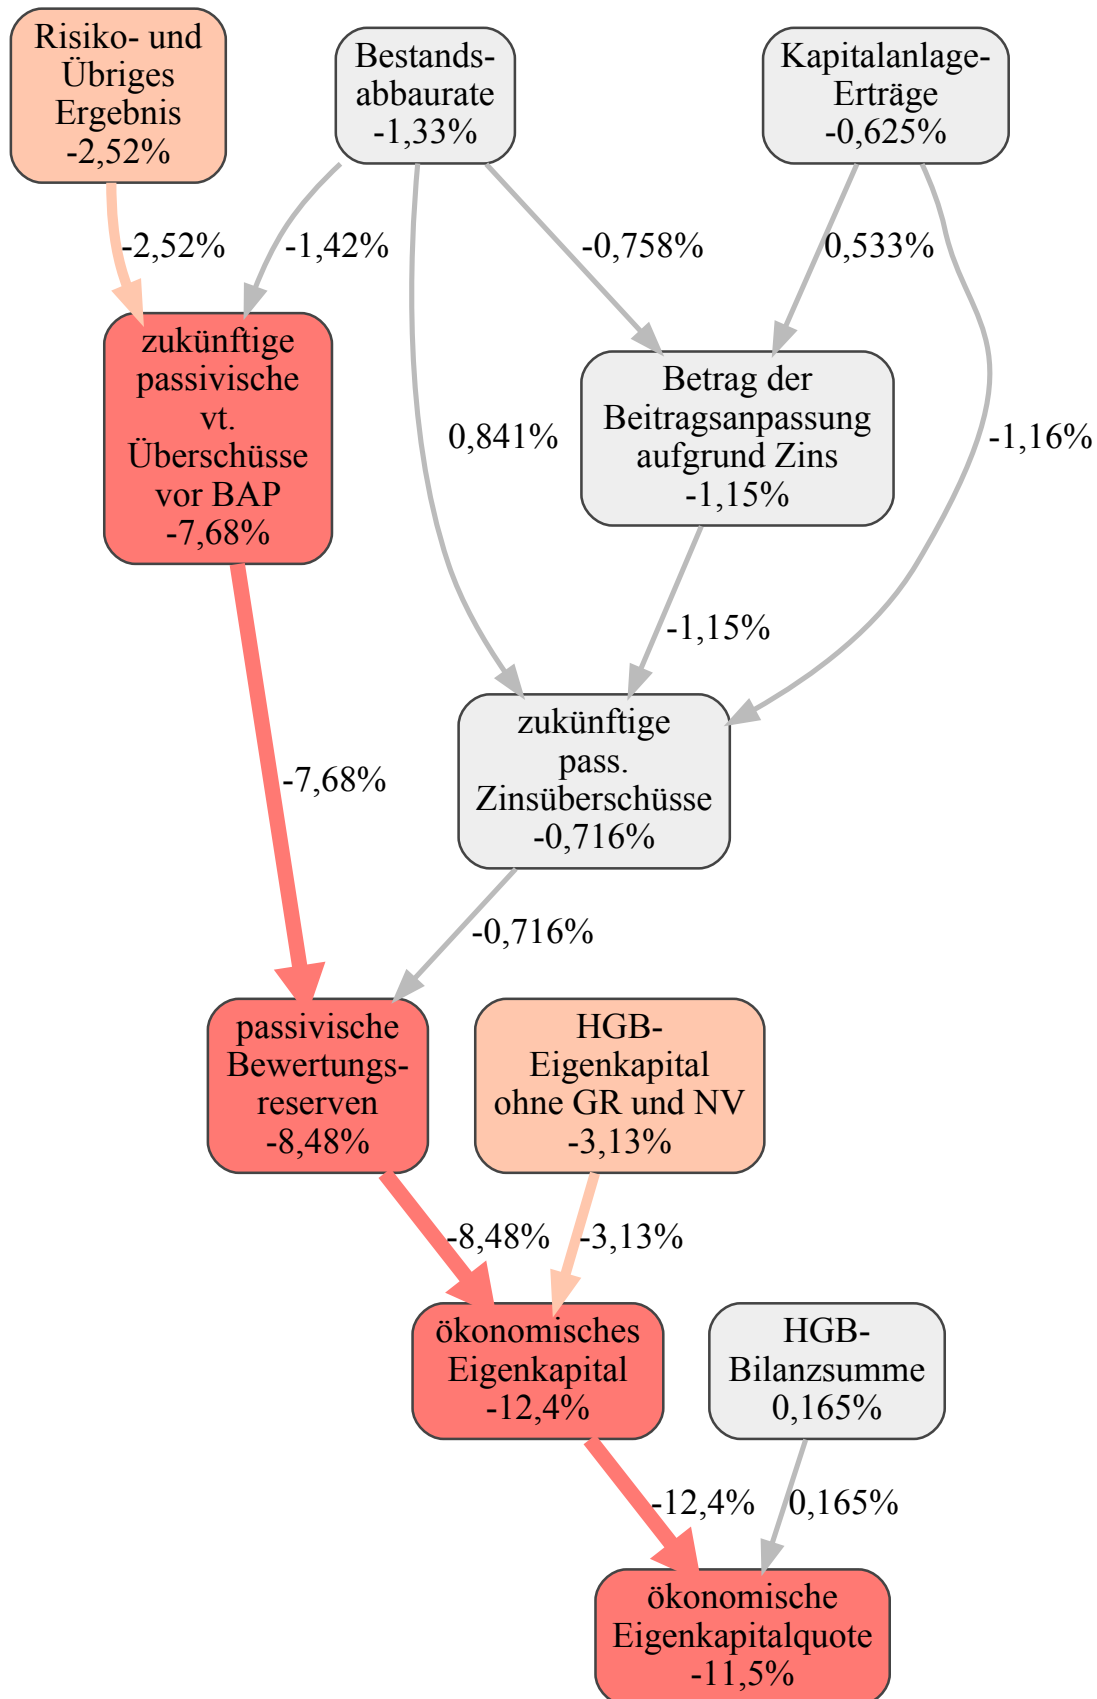 Risiko- und
Übriges
Ergebnis
-2,52%
Bestands-
abbaurate
-1,33%
Kapitalanlage-
Erträge
-0,625%
-2,52%
-1,42%
-0,758%
0,533%
zukünftige
passivische
vt.
Überschüsse
vor BAP
-7,68%
Betrag der
Beitragsanpassung
aufgrund Zins
-1,15%
0,841%
-1,16%
-1,15%
zukünftige
pass.
Zinsüberschüsse
-0,716%
-7,68%
-0,716%
passivische
Bewertungs-
reserven
-8,48%
HGB-
Eigenkapital
ohne GR und NV
-3,13%
-8,48%
-3,13%
ökonomisches
Eigenkapital
-12,4%
HGB-
Bilanzsumme
0,165%
-12,4%
0,165%
ökonomische
Eigenkapitalquote
-11,5%